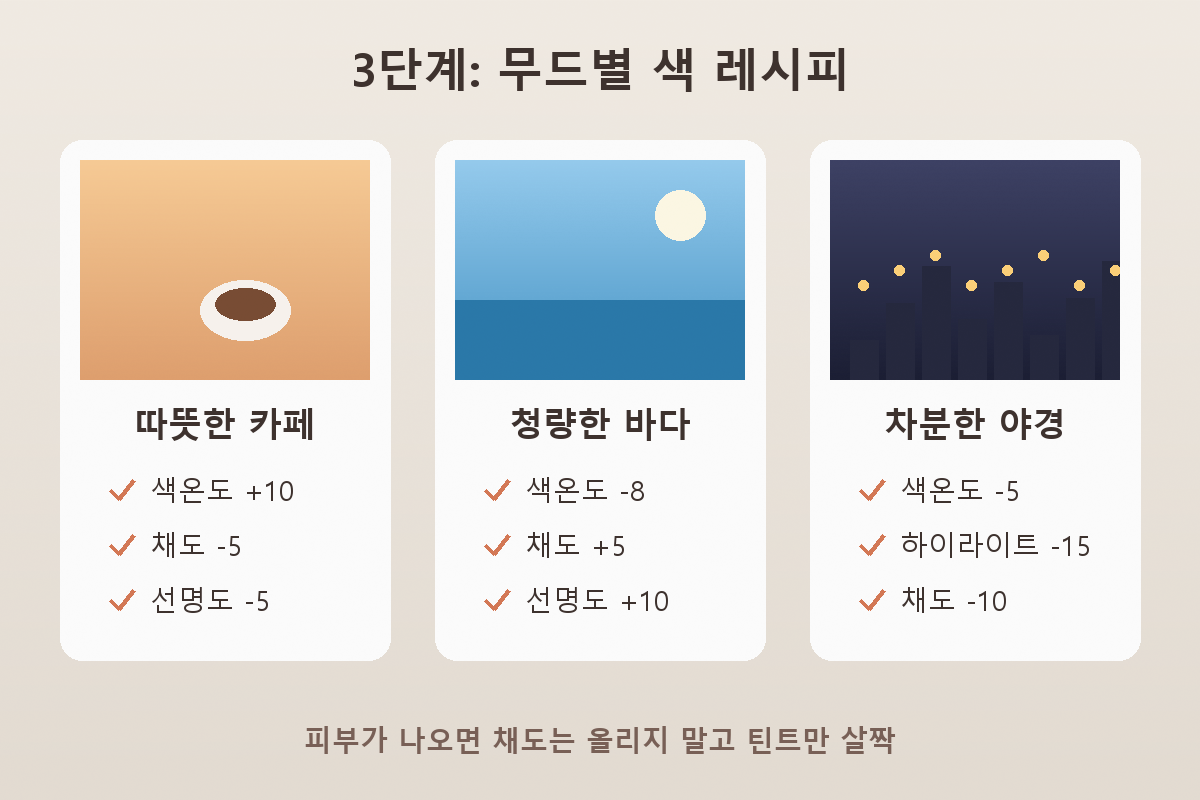 3단계: 무드별 색 레시피
따뜻한 카페
색온도 +10
채도 -5
선명도 -5
청량한 바다
색온도 -8
채도 +5
선명도 +10
차분한 야경
색온도 -5
하이라이트 -15
채도 -10
피부가 나오면 채도는 올리지 말고 틴트만 살짝